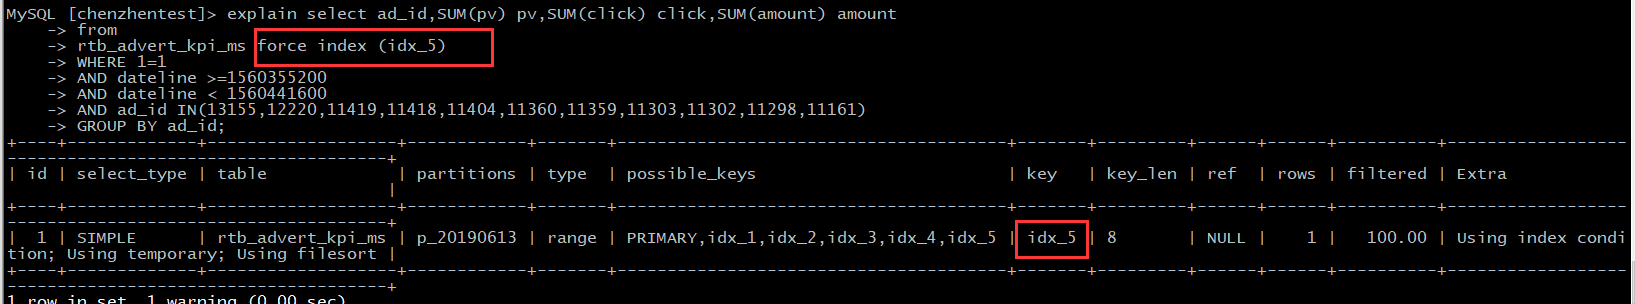 MySQL [chenzhentest]> explain select ad_id,SUM(pv) pv,SUM(click) click,SUM(amount) amount
    -> from
    -> rtb_advert_kpi_ms force index (idx_5)
    -> WHERE 1=1
    -> AND dateline >=1560355200
    -> AND dateline < 1560441600
    -> AND ad_id IN(13155,12220,11419,11418,11404,11360,11359,11303,11302,11298,11161)
    -> GROUP BY ad_id;
+----+-------------+-------------------+------------+-------+---------------------------------------+-------+---------+------+------+----------+------------------
--------------------------------------+
| id | select_type | table             | partitions | type  | possible_keys                         | key   | key_len | ref  | rows | filtered | Extra
                                      |
+----+-------------+-------------------+------------+-------+---------------------------------------+-------+---------+------+------+----------+------------------
--------------------------------------+
|  1 | SIMPLE      | rtb_advert_kpi_ms | p_20190613 | range | PRIMARY,idx_1,idx_2,idx_3,idx_4,idx_5 | idx_5 | 8       | NULL |    1 |   100.00 | Using index condi
tion; Using temporary; Using filesort |
+----+-------------+-------------------+------------+-------+---------------------------------------+-------+---------+------+------+----------+------------------
--------------------------------------+
1 row in set, 1 warning (0.00 sec)